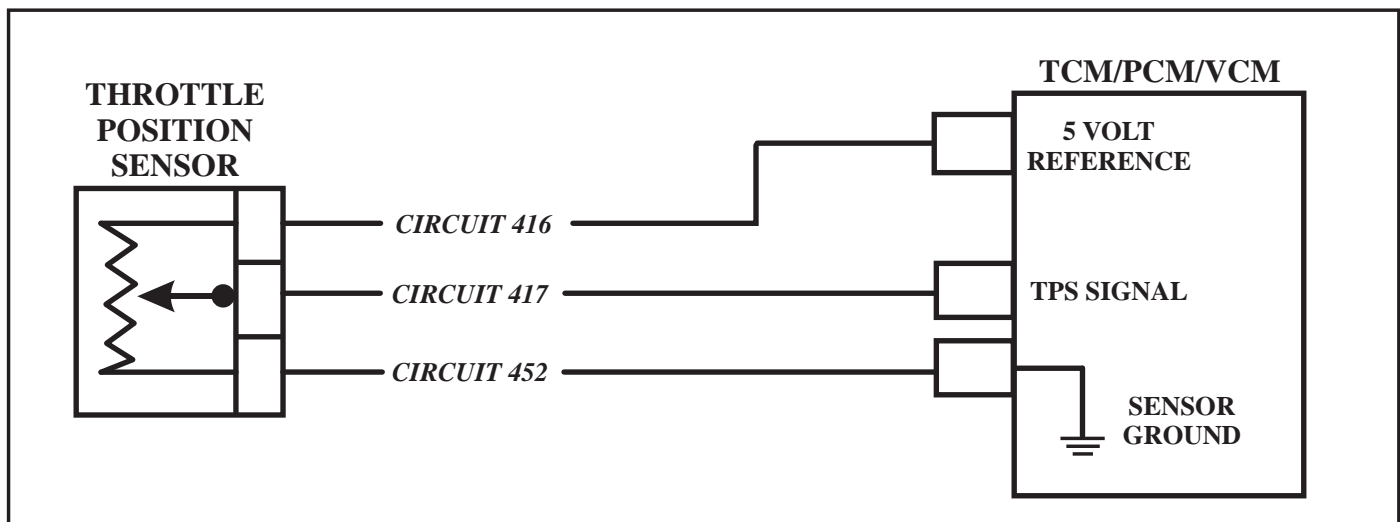 THROTTLE
POSITION
SENSOR
TCM/PCM/VCM
5 VOLT
REFERENCE
CIRCUIT 416
CIRCUIT 417
TPS SIGNAL
CIRCUIT 452
SENSOR
GROUND